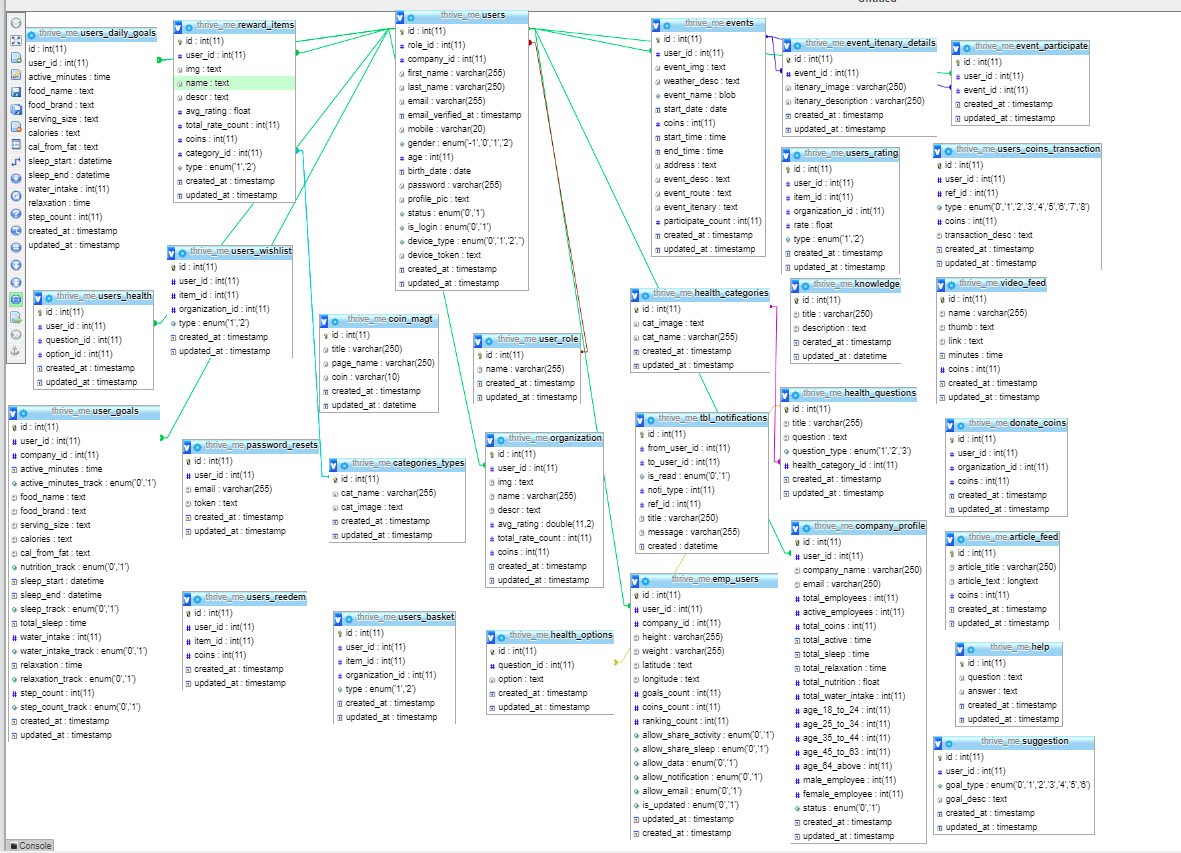 Untitled
thrive_me users_daily_goals
id : int(11)
user_id : int(11)
active_minutes : time
food_name : text
food_brand : text
serving_size : text
calories : text
cal_from_fat : text
sleep_start : datetime
sleep_end : datetime
water_intake : int(11)
relaxation : time
step_count : int(11)
created_at : timestamp
updated_at : timestamp
thrive_me reward_items
id : int(11)
user_id : int(11)
img : text
name : text
descr : text
avg_rating : float
total_rate_count : int(11)
coins : int(11)
category_id : int(11)
type : enum('1','2')
created_at : timestamp
updated_at : timestamp
thrive_me users
id : int(11)
role_id : int(11)
company_id : int(11)
first_name : varchar(255)
last_name : varchar(250)
email : varchar(255)
email_verified_at : timestamp
mobile : varchar(20)
gender : enum('-1','0','1','2')
age : int(11)
birth_date : date
password : varchar(255)
profile_pic : text
status : enum('0','1')
is_login : enum('0','1')
device_type : enum('0','1','2','')
device_token : text
created_at : timestamp
updated_at : timestamp
thrive_me events
id : int(11)
user_id : int(11)
event_img : text
weather_desc : text
event_name : blob
start_date : date
coins : int(11)
start_time : time
end_time : time
address : text
event_desc : text
event_route : text
event_itenary : text
participate_count : int(11)
created_at : timestamp
updated_at : timestamp
thrive_me event_itenary_details
id : int(11)
event_id : int(11)
itenary_image : varchar(250)
itenary_description : varchar(250)
created_at : timestamp
updated_at : timestamp
thrive_me event_participate
id : int(11)
user_id : int(11)
event_id : int(11)
created_at : timestamp
updated_at : timestamp
thrive_me users_rating
id : int(11)
user_id : int(11)
item_id : int(11)
organization_id : int(11)
rate : float
type : enum('1','2')
created_at : timestamp
updated_at : timestamp
thrive_me users_coins_transaction
id : int(11)
user_id : int(11)
ref_id : int(11)
type : enum('0','1','2','3','4','5','6','7','8')
coins : int(11)
transaction_desc : text
created_at : timestamp
updated_at : timestamp
thrive_me users_wishlist
id : int(11)
user_id : int(11)
item_id : int(11)
organization_id : int(11)
type : enum('1','2')
created_at : timestamp
updated_at : timestamp
thrive_me users_health
id : int(11)
user_id : int(11)
question_id : int(11)
option_id : int(11)
created_at : timestamp
updated_at : timestamp
thrive_me coin_magt
id : int(11)
title : varchar(250)
page_name : varchar(250)
coin : varchar(10)
created_at : timestamp
updated_at : datetime
thrive_me user_role
id : int(11)
name : varchar(255)
created_at : timestamp
updated_at : timestamp
thrive_me health_categories
id : int(11)
cat_image : text
cat_name : varchar(255)
created_at : timestamp
updated_at : timestamp
thrive_me knowledge
id : int(11)
title : varchar(250)
description : text
cerated_at : timestamp
updated_at : datetime
thrive_me video_feed
id : int(11)
name : varchar(255)
thumb : text
link : text
minutes : time
coins : int(11)
created_at : timestamp
updated_at : timestamp
thrive_me user_goals
id : int(11)
user_id : int(11)
company_id : int(11)
active_minutes : time
active_minutes_track : enum('0','1')
food_name : text
food_brand : text
serving_size : text
calories : text
cal_from_fat : text
nutrition_track : enum('0','1')
sleep_start : datetime
sleep_end : datetime
sleep_track : enum('0','1')
total_sleep : time
water_intake : int(11)
water_intake_track : enum('0','1')
relaxation : time
relaxation_track : enum('0','1')
step_count : int(11)
step_count_track : enum('0','1')
created_at : timestamp
updated_at : timestamp
thrive_me password_resets
id : int(11)
user_id : int(11)
email : varchar(255)
token : text
created_at : timestamp
updated_at : timestamp
thrive_me categories_types
id : int(11)
cat_name : varchar(255)
cat_image : text
created_at : timestamp
updated_at : timestamp
thrive_me organization
id : int(11)
user_id : int(11)
img : text
name : varchar(255)
descr : text
avg_rating : double(11,2)
total_rate_count : int(11)
coins : int(11)
created_at : timestamp
updated_at : timestamp
thrive_me tbl_notifications
id : int(11)
from_user_id : int(11)
to_user_id : int(11)
is_read : enum('0','1')
noti_type : int(11)
ref_id : int(11)
title : varchar(250)
message : varchar(255)
created : datetime
thrive_me health_questions
id : int(11)
title : varchar(255)
question : text
question_type : enum('1','2','3')
health_category_id : int(11)
created_at : timestamp
updated_at : timestamp
thrive_me donate_coins
id : int(11)
user_id : int(11)
organization_id : int(11)
coins : int(11)
created_at : timestamp
updated_at : timestamp
thrive_me users_reedem
id : int(11)
user_id : int(11)
item_id : int(11)
coins : int(11)
created_at : timestamp
updated_at : timestamp
thrive_me users_basket
id : int(11)
user_id : int(11)
item_id : int(11)
organization_id : int(11)
type : enum('1','2')
created_at : timestamp
updated_at : timestamp
thrive_me health_options
id : int(11)
question_id : int(11)
option : text
created_at : timestamp
updated_at : timestamp
thrive_me emp_users
id : int(11)
user_id : int(11)
company_id : int(11)
height : varchar(255)
weight : varchar(255)
latitude : text
longitude : text
goals_count : int(11)
coins_count : int(11)
ranking_count : int(11)
allow_share_activity : enum('0','1')
allow_share_sleep : enum('0','1')
allow_data : enum('0','1')
allow_notification : enum('0','1')
allow_email : enum('0','1')
is_updated : enum('0','1')
updated_at : timestamp
created_at : timestamp
thrive_me company_profile
id : int(11)
user_id : int(11)
company_name : varchar(250)
email : varchar(250)
total_employees : int(11)
active_employees : int(11)
total_coins : int(11)
total_active : time
total_sleep : time
total_relaxation : time
total_nutrition : float
total_water_intake : int(11)
age_18_to_24 : int(11)
age_25_to_34 : int(11)
age_35_to_44 : int(11)
age_45_to_63 : int(11)
age_64_above : int(11)
male_employee : int(11)
female_employee : int(11)
status : enum('0','1')
created_at : timestamp
updated_at : timestamp
thrive_me article_feed
id : int(11)
article_title : varchar(250)
article_text : longtext
coins : int(11)
created_at : timestamp
updated_at : timestamp
thrive_me help
id : int(11)
question : text
answer : text
created_at : timestamp
updated_at : timestamp
thrive_me suggestion
id : int(11)
user_id : int(11)
goal_type : enum('0','1','2','3','4','5','6')
goal_desc : text
created_at : timestamp
updated_at : timestamp
Console